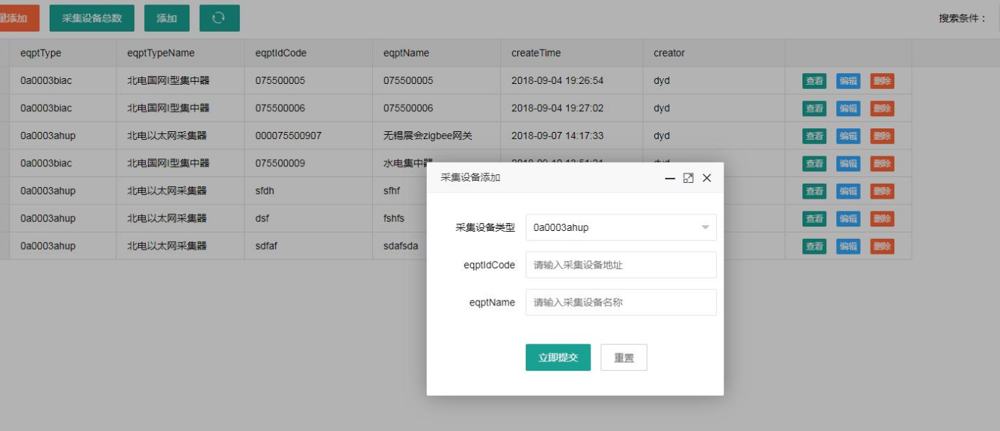 量添加 采集设备总数 添加 搜索条件：
eqptType eqptTypeName eqptIdCode eqptName createTime creator
0a0003biac 北电国网I型集中器 075500005 075500005 2018-09-04 19:26:54 dyd 查看 编辑 删除
0a0003biac 北电国网I型集中器 075500006 075500006 2018-09-04 19:27:02 dyd 查看 编辑 删除
0a0003ahup 北电以太网采集器 000075500907 无锡展会zigbee网关 2018-09-07 14:17:33 dyd 查看 编辑 删除
0a0003biac 北电国网I型集中器 075500009 水电集中器 查看 编辑 删除
0a0003ahup 北电以太网采集器 sfdh sfhf 查看 编辑 删除
0a0003ahup 北电以太网采集器 dsf fshfs 查看 编辑 删除
0a0003ahup 北电以太网采集器 sdfaf sdafsda 查看 编辑 删除
采集设备添加
采集设备类型 0a0003ahup
eqptIdCode 请输入采集设备地址
eqptName 请输入采集设备名称
立即提交 重置